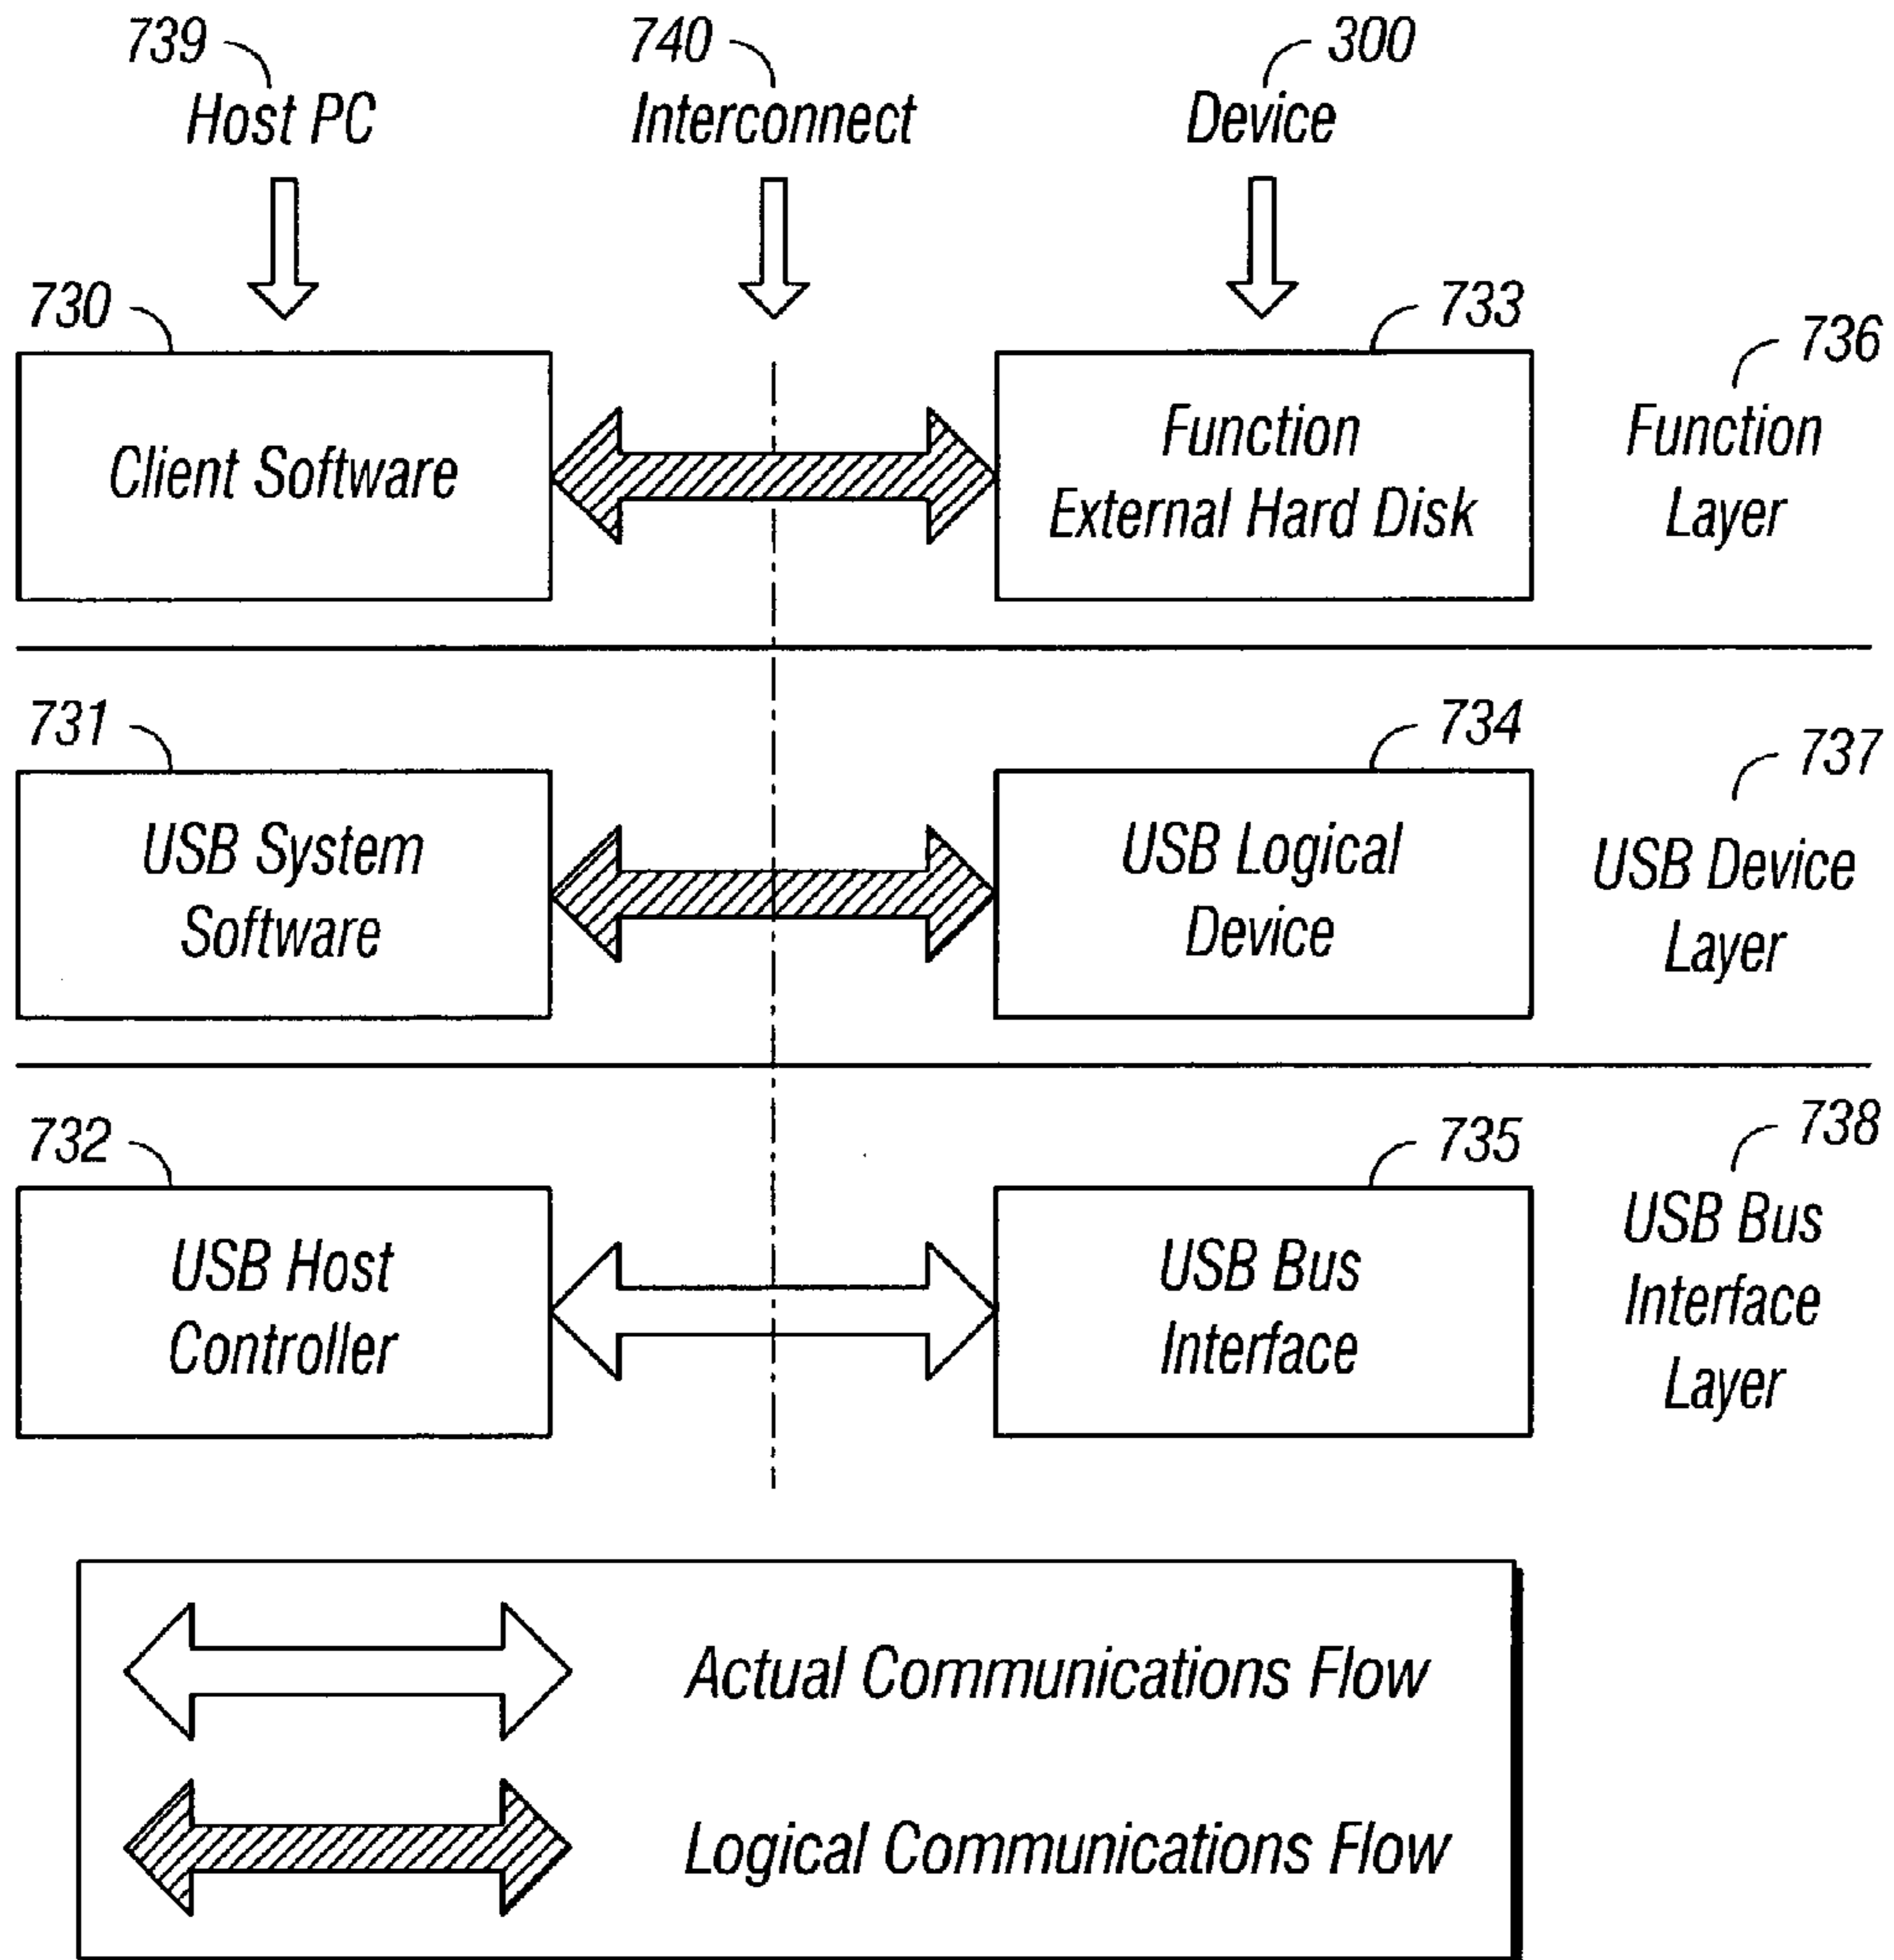 739
740
300
Host PC
Interconnect
Device
730
733
736
Client Software
Function
External Hard Disk
Function
Layer
731
734
737
USB System
Software
USB Logical
Device
USB Device
Layer
732
735
738
USB Host
Controller
USB Bus
Interface
USB Bus
Interface
Layer
Actual Communications Flow
Logical Communications Flow